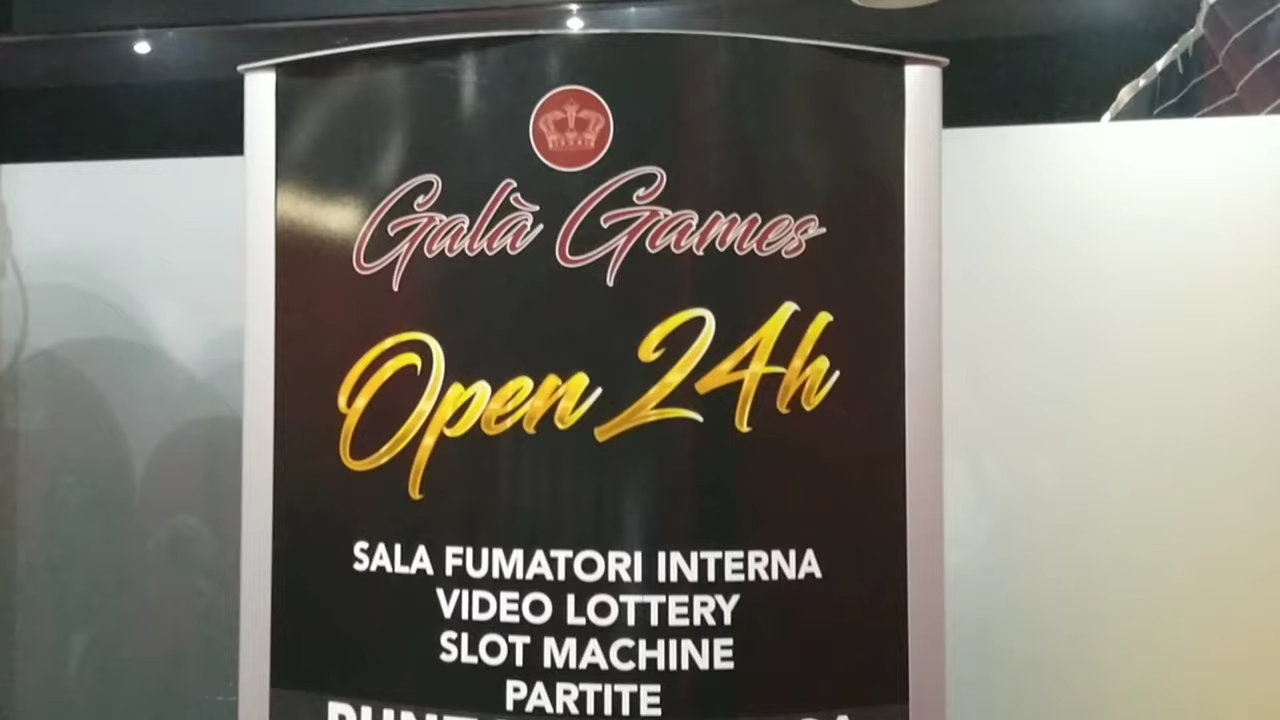 Galà Games
Open 24h
SALA FUMATORI INTERNA
VIDEO LOTTERY
SLOT MACHINE
PARTITE